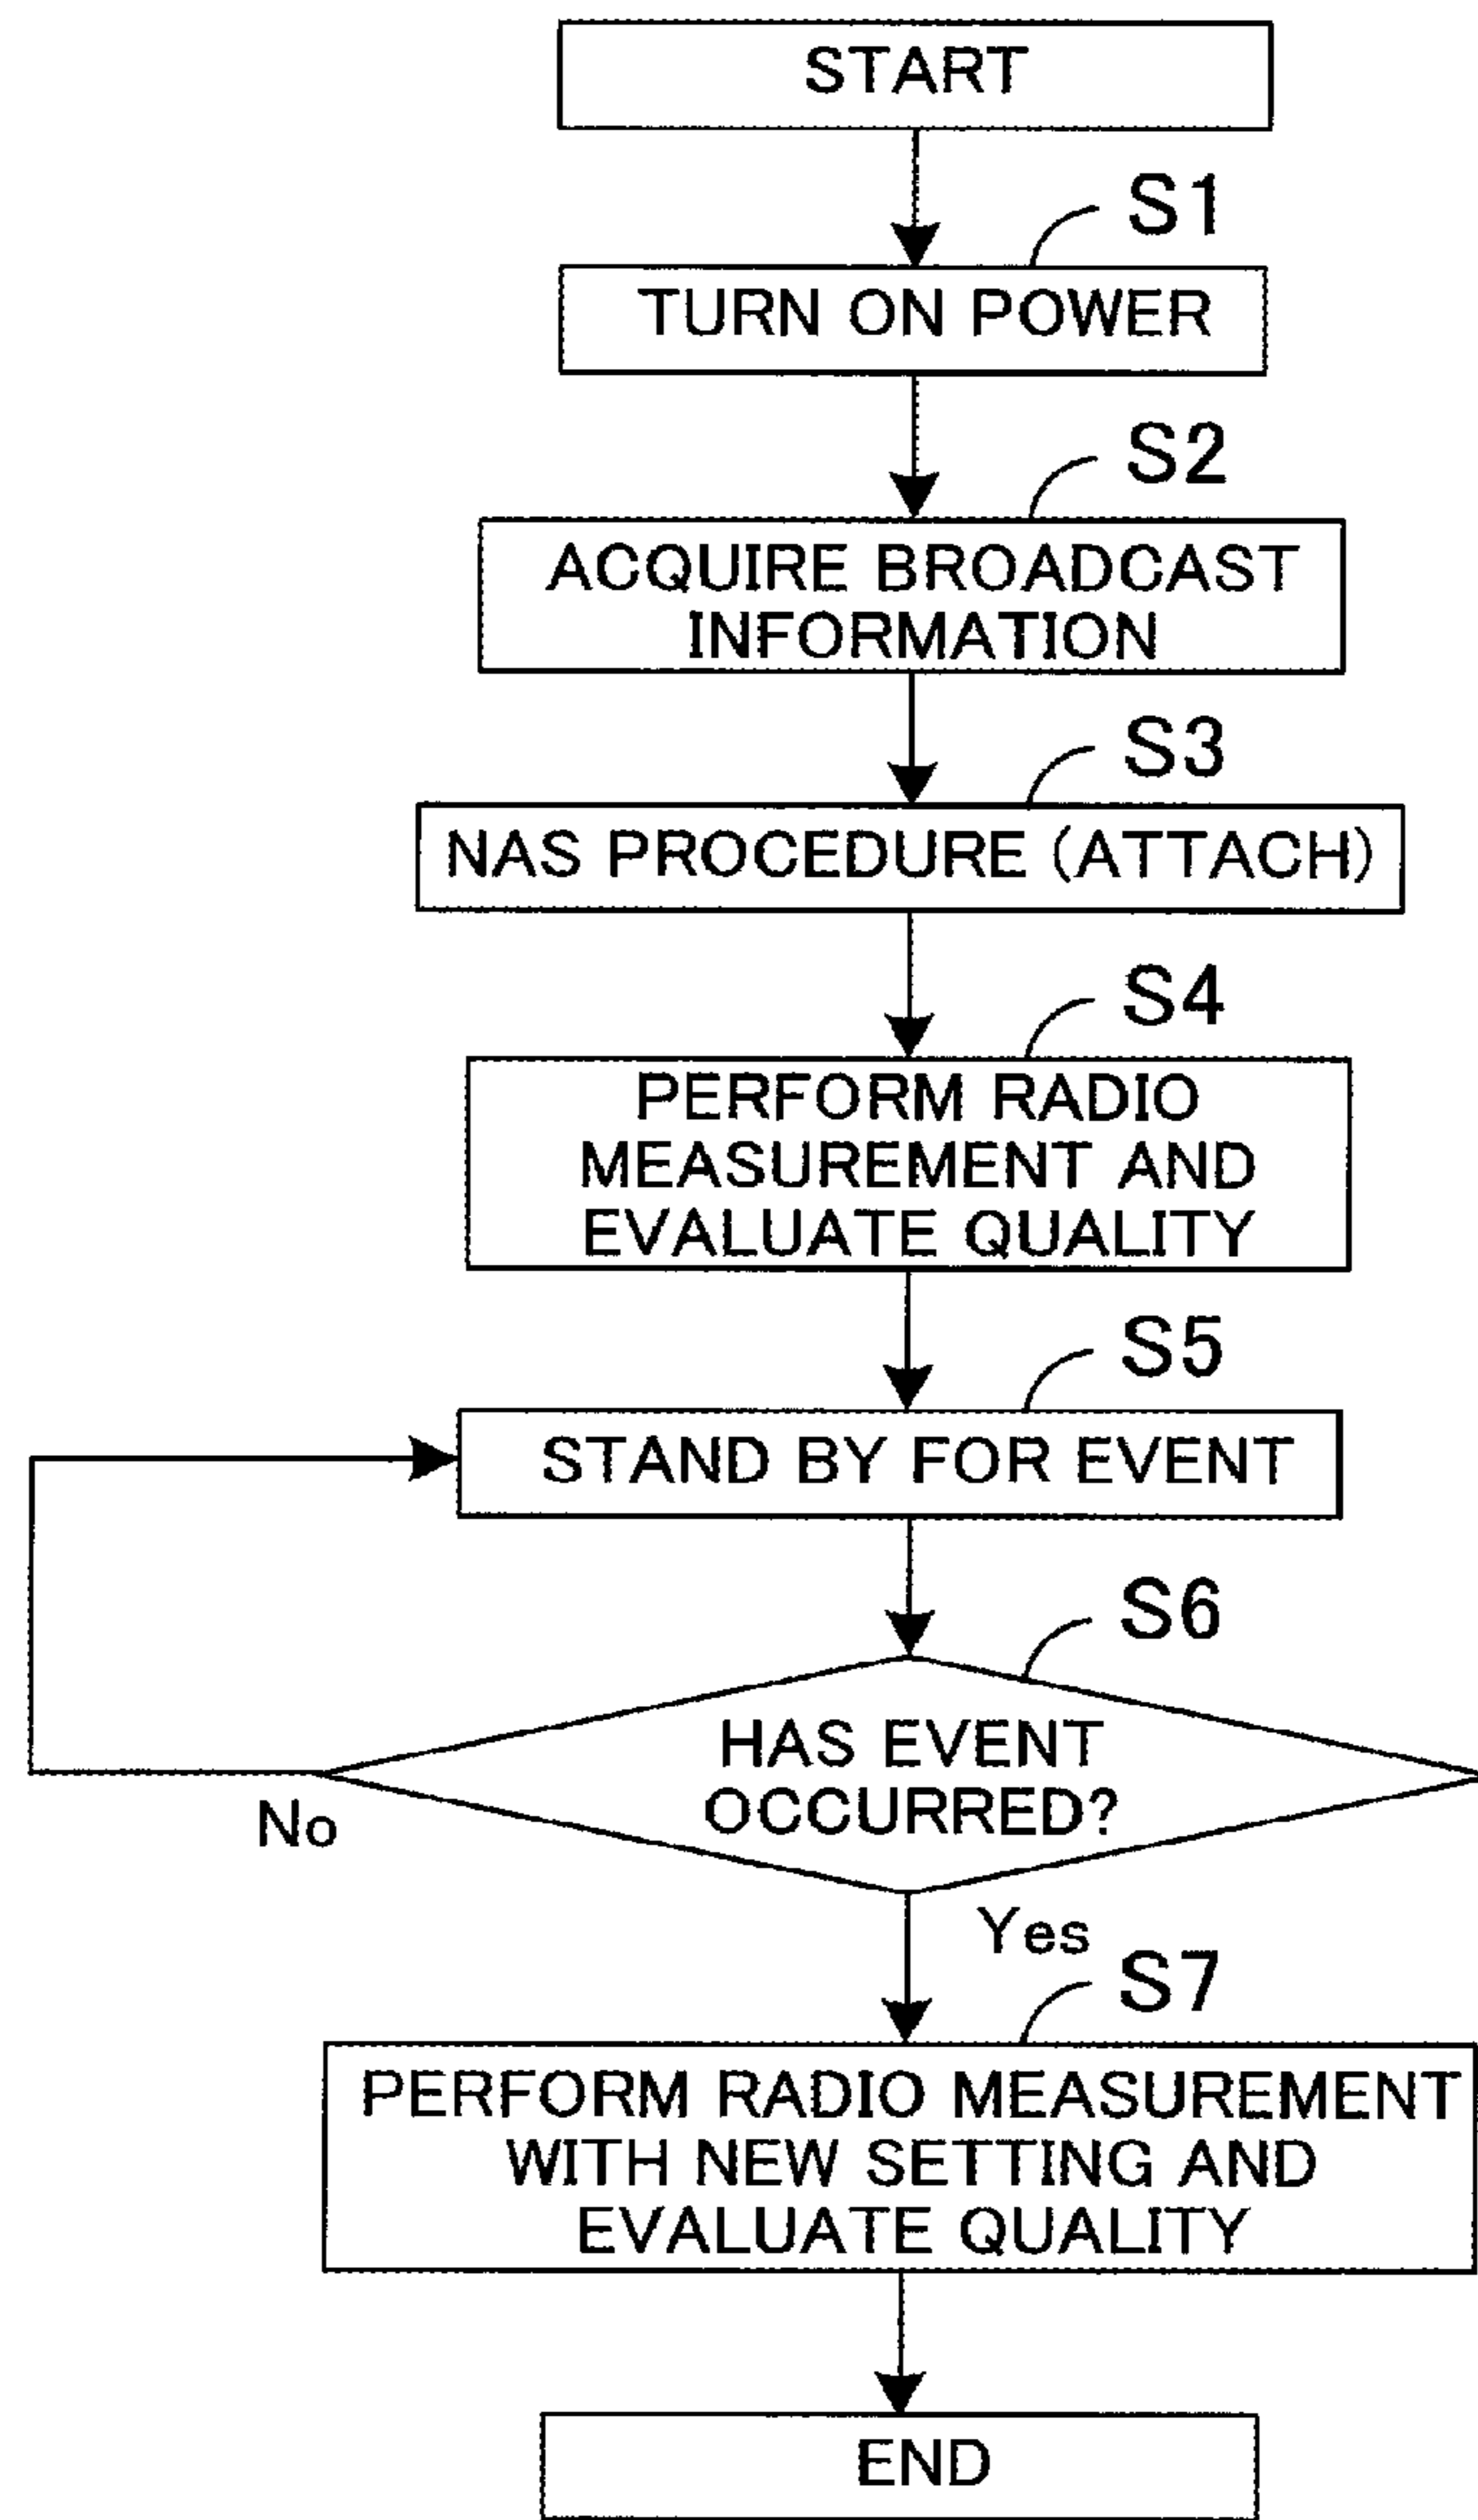 START
S1
TURN ON POWER
S2
ACQUIRE BROADCAST
INFORMATION
S3
NAS PROCEDURE (ATTACH)
S4
PERFORM RADIO
MEASUREMENT AND
EVALUATE QUALITY
S5
STAND BY FOR EVENT
S6
HAS EVENT
OCCURRED?
No
Yes
S7
PERFORM RADIO MEASUREMENT
WITH NEW SETTING AND
EVALUATE QUALITY
END